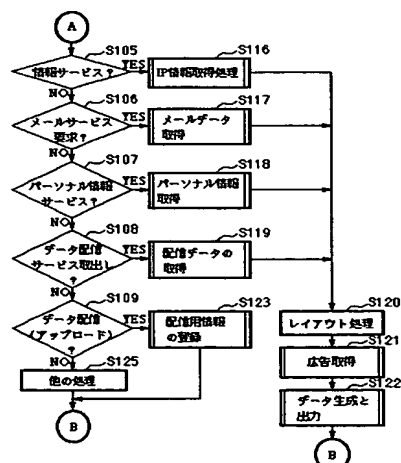 A
S105
情報サービス?
YES
S116
IP情報取得処理
NO
S106
メールサービス
要求?
YES
S117
メールデータ
取得
NO
S107
パーソナル情報
サービス?
YES
S118
パーソナル情報
取得
NO
S108
データ配信
サービス取出し
?
YES
S119
配信データの
取得
NO
S109
データ配信
(アップロード)
?
YES
S123
配信用情報
の登録
NO
S125
他の処理
B
S120
レイアウト処理
S121
広告取得
S122
データ生成と
出力
B